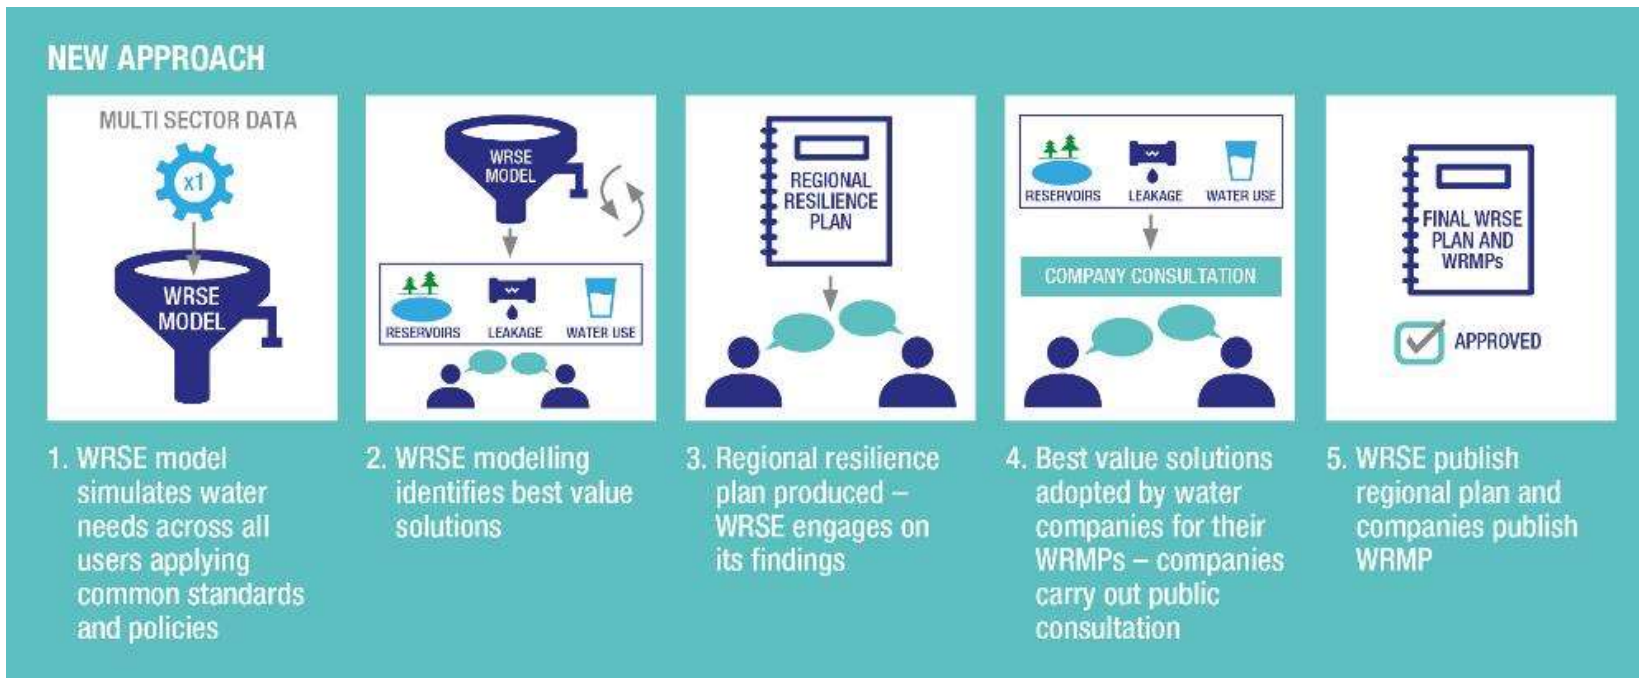 NEW APPROACH
MULTI SECTOR DATA
x1
WRSE
MODEL
1. WRSE model
simulates water
needs across all
users applying
common standards
and policies
WRSE
MODEL
RESERVOIRS
LEAKAGE
WATER USE
2. WRSE modelling
identifies best value
solutions
REGIONAL
RESILIENCE
PLAN
3. Regional resilience
plan produced –
WRSE engages on
its findings
RESERVOIRS
LEAKAGE
WATER USE
COMPANY CONSULTATION
4. Best value solutions
adopted by water
companies for their
WRMPs – companies
carry out public
consultation
FINAL WRSE
PLAN AND
WRMPs
APPROVED
5. WRSE publish
regional plan and
companies publish
WRMP